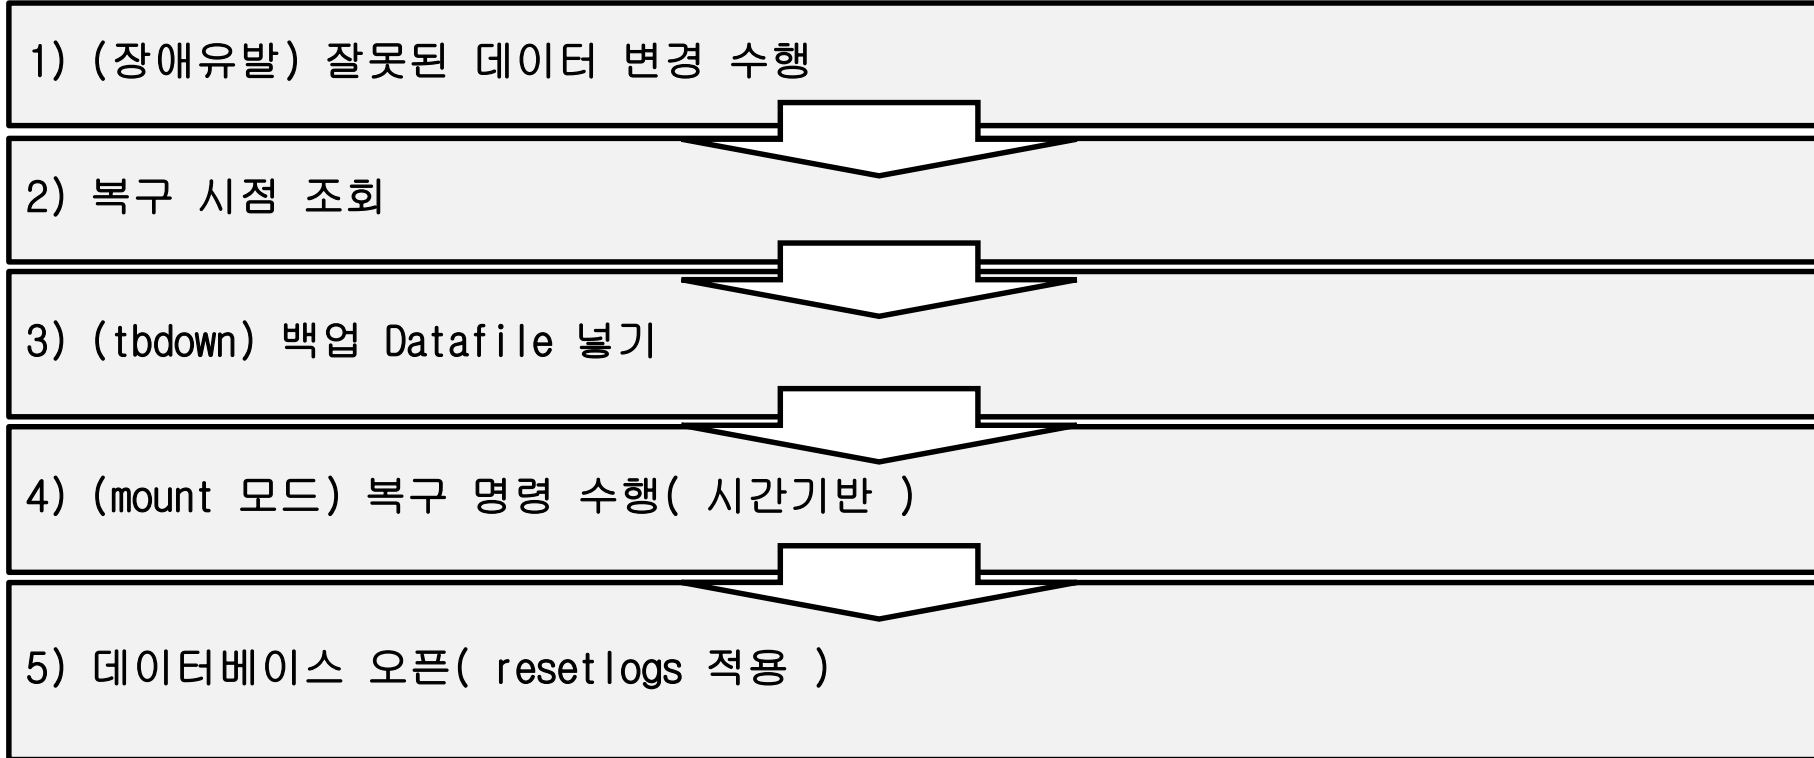 1) (장애유발) 잘못된 데이터 변경 수행
2) 복구 시점 조회
3) (tbdown) 백업 Datafile 넣기
4) (mount 모드) 복구 명령 수행( 시간기반 )
5) 데이터베이스 오픈( resetlogs 적용 )